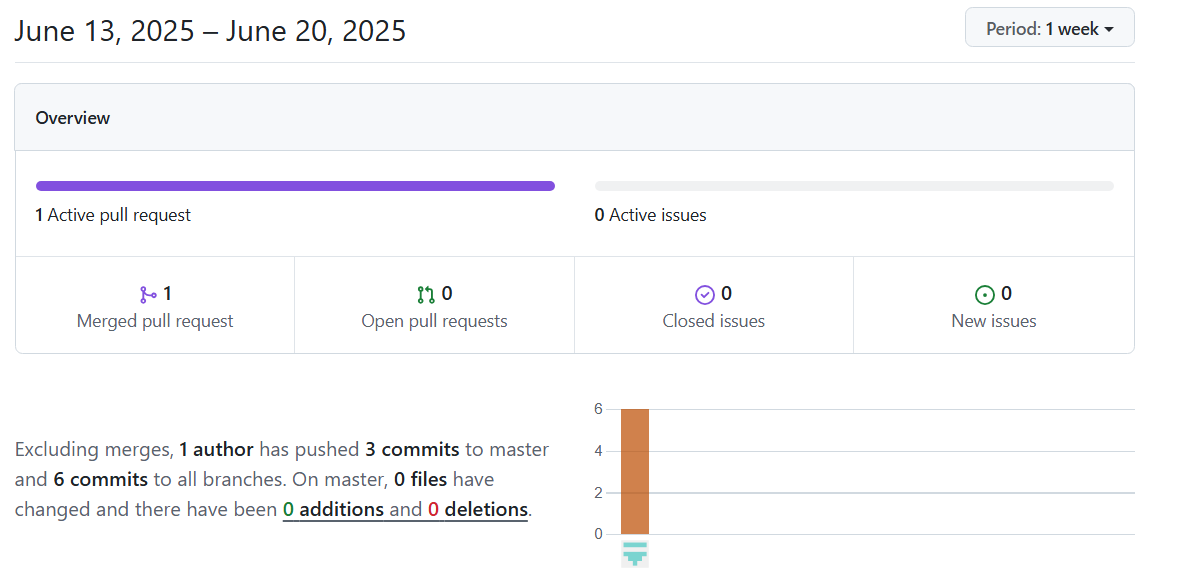 June 13, 2025 – June 20, 2025
Period: 1 week
Overview
1 Active pull request
0 Active issues
1
Merged pull request
0
Open pull requests
0
Closed issues
0
New issues
Excluding merges, 1 author has pushed 3 commits to master
and 6 commits to all branches. On master, 0 files have
changed and there have been 0 additions and 0 deletions.
6
4
2
0